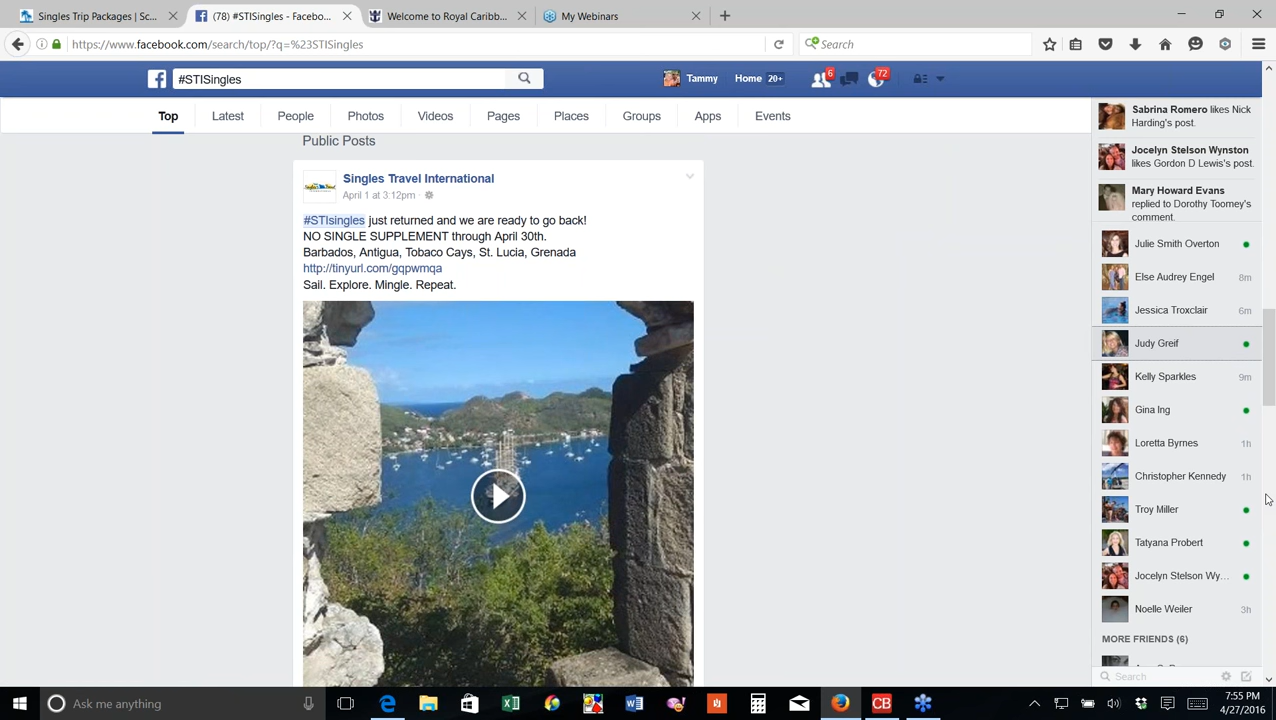 Singles Trip Packages | Sc...
(78) #STISingles - Faceboo...
Welcome to Royal Caribb...
My Webinars
https://www.facebook.com/search/top/?q=%23STISingles
Search
#STISingles
Tammy
Home 20+
6
72
Top
Latest
People
Photos
Videos
Pages
Places
Groups
Apps
Events
Public Posts
Singles Travel International
April 1 at 3:12pm
#STIsingles just returned and we are ready to go back!
NO SINGLE SUPPLEMENT through April 30th.
Barbados, Antigua, Tobaco Cays, St. Lucia, Grenada
http://tinyurl.com/gqpwmqa
Sail. Explore. Mingle. Repeat.
Sabrina Romero likes Nick
Harding's post.
Jocelyn Stelson Wynston
likes Gordon D Lewis's post.
Mary Howard Evans
replied to Dorothy Toomey's
comment.
Julie Smith Overton
Else Audrey Engel 8m
Jessica Troxclair 6m
Judy Greif
Kelly Sparkles 9m
Gina Ing
Loretta Byrnes 1h
Christopher Kennedy 1h
Troy Miller
Tatyana Probert
Jocelyn Stelson Wy...
Noelle Weiler 3h
MORE FRIENDS (6)
Search
Ask me anything
CB
7:55 PM
4/27/2016